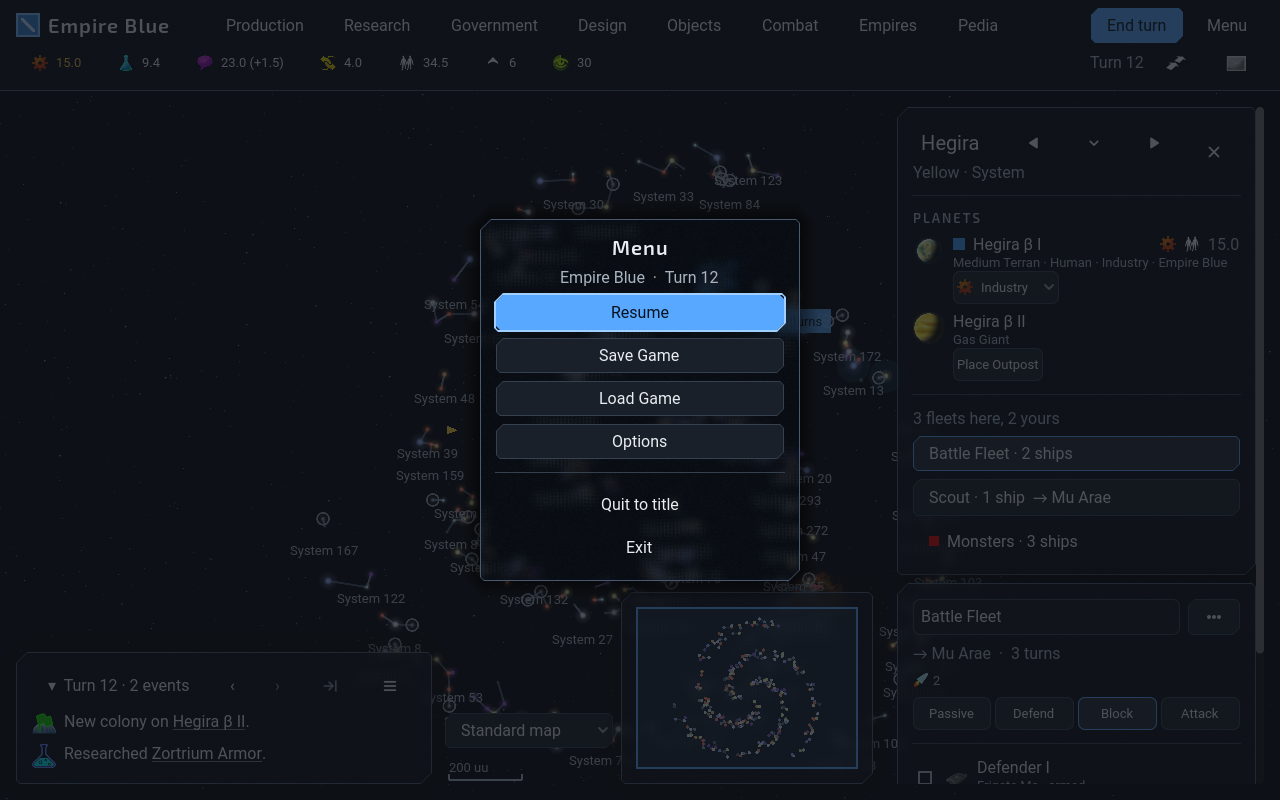 Empire Blue
Production
Research
Government
Design
Objects
Combat
Empires
Pedia
End turn
Menu
15.0
9.4
23.0 (+1.5)
4.0
34.5
6
30
Turn 12
System 123
System 33
System 30
System 84
System 172
System 13
System 48
System 39
System 159
System 167
System 122
System 132
System 27
System 8
Menu
Empire Blue · Turn 12
Resume
Save Game
Load Game
Options
Quit to title
Exit
Hegira
Yellow · System
PLANETS
Hegira β I
15.0
Medium Terran · Human · Industry · Empire Blue
Industry
Hegira β II
Gas Giant
Place Outpost
3 fleets here, 2 yours
Battle Fleet · 2 ships
Scout · 1 ship → Mu Arae
Monsters · 3 ships
Battle Fleet
•••
→ Mu Arae · 3 turns
2
Passive
Defend
Block
Attack
Defender I
▾ Turn 12 · 2 events
New colony on Hegira β II.
Researched Zortrium Armor.
Standard map
200 uu